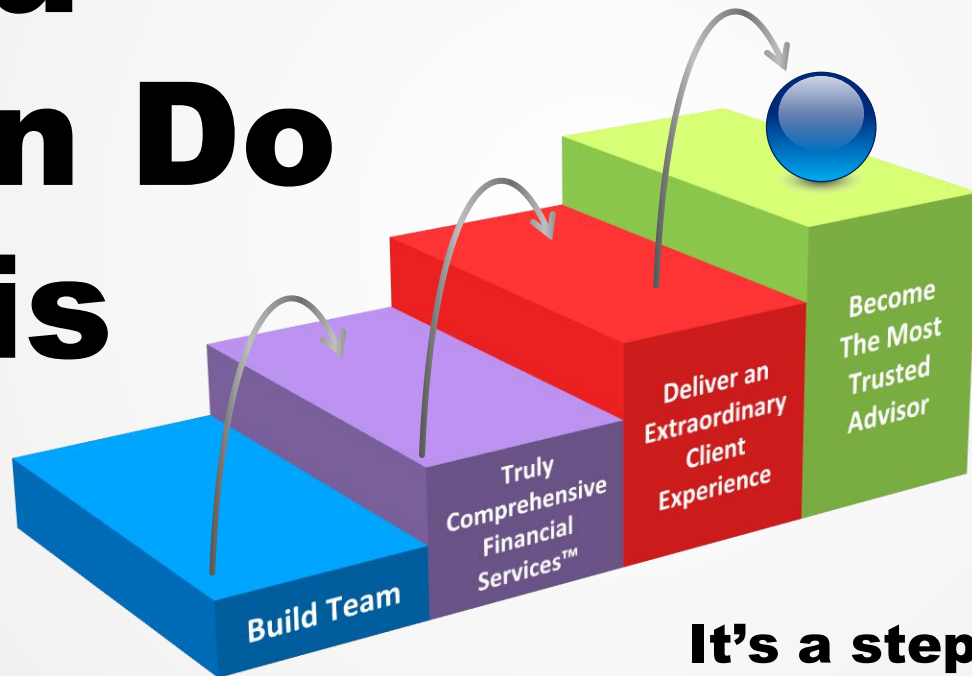 n Do
is
Build Team
Truly
Comprehensive
Financial
Services™
Deliver an
Extraordinary
Client
Experience
Become
The Most
Trusted
Advisor
It's a step